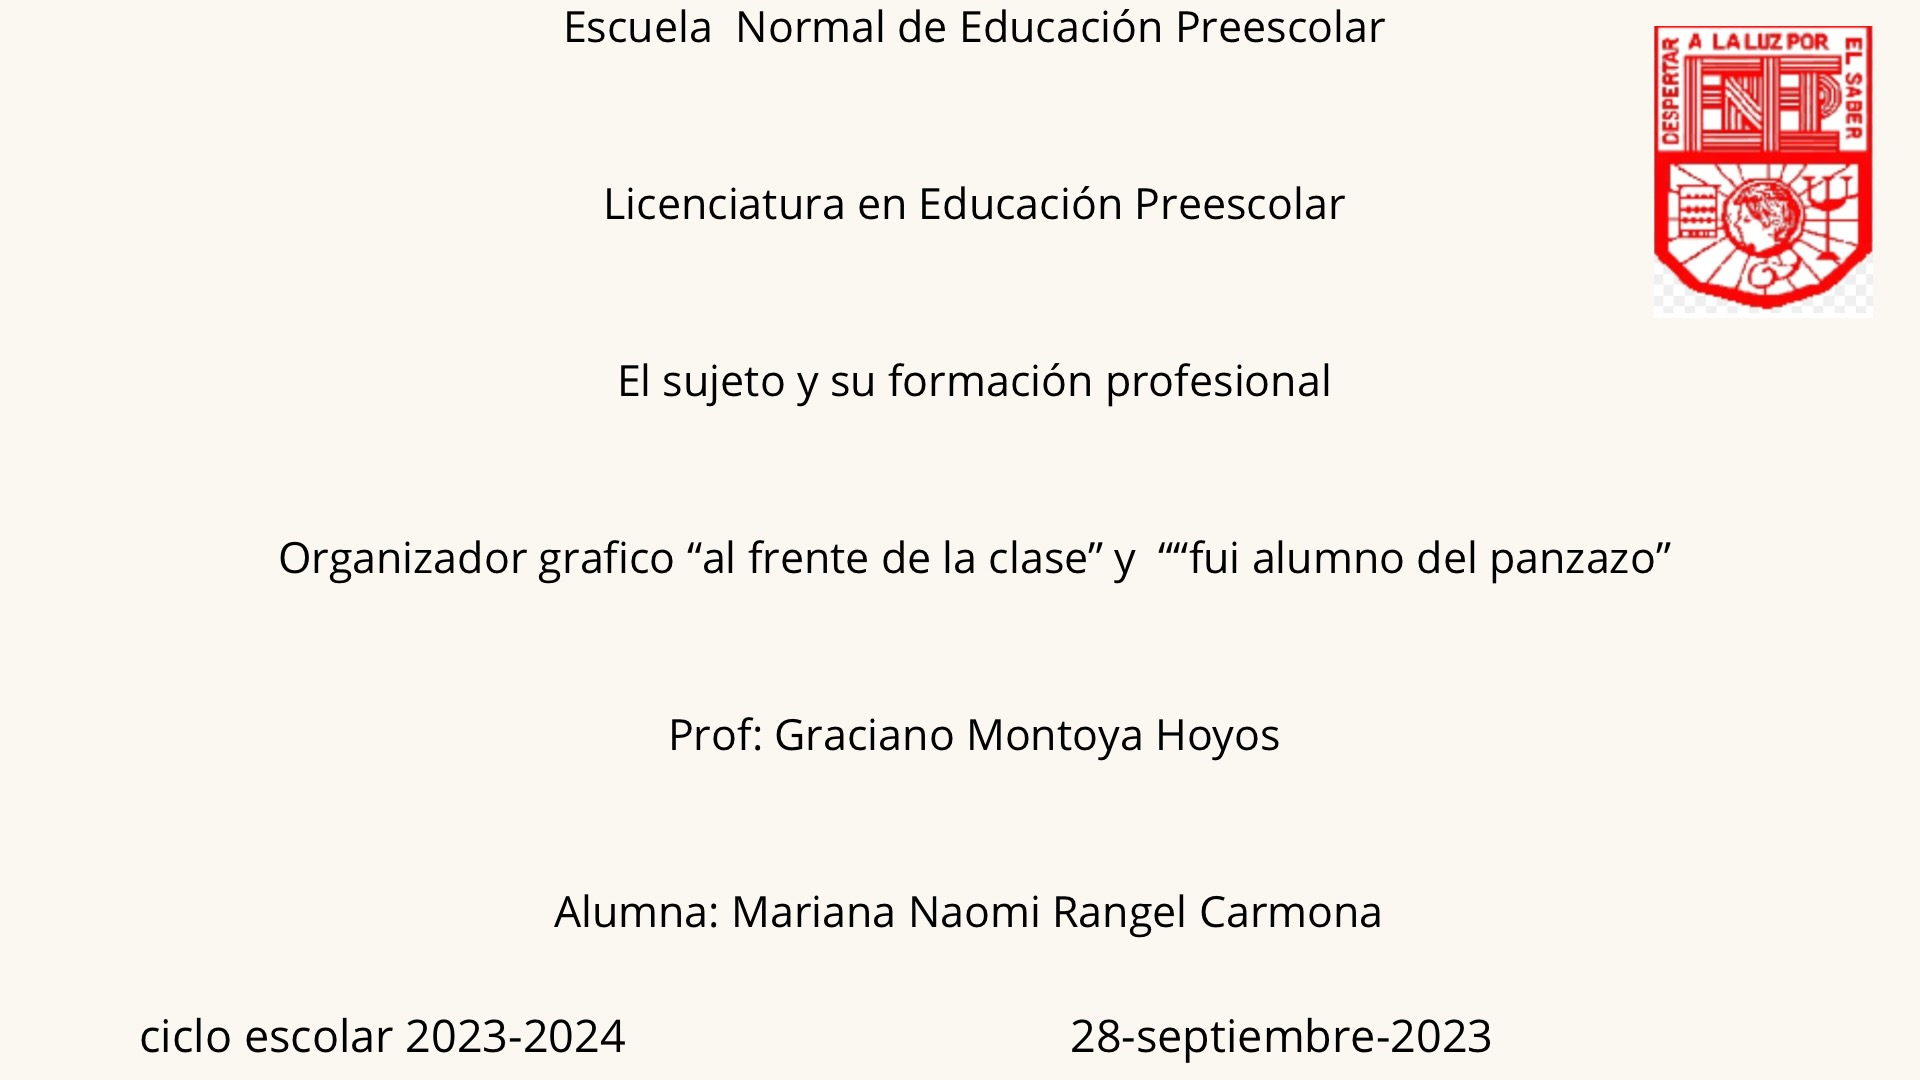 Escuela  Normal de Educación Preescolar
DESPERTAR A LA LUZ POR EL SABER
ENEP
Licenciatura en Educación Preescolar
El sujeto y su formación profesional
Organizador grafico “al frente de la clase” y  ““fui alumno del panzazo”
Prof: Graciano Montoya Hoyos
Alumna: Mariana Naomi Rangel Carmona
ciclo escolar 2023-2024
28-septiembre-2023